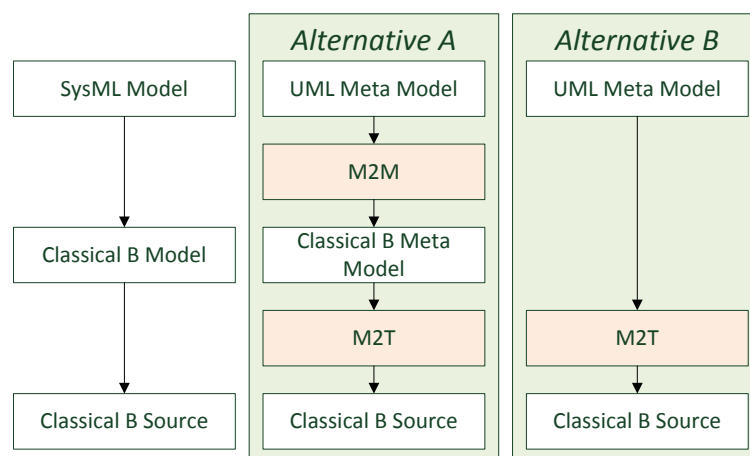 Alternative A
Alternative B
SysML Model
UML Meta Model
UML Meta Model
M2M
Classical B Model
Classical B Meta
Model
M2T
M2T
Classical B Source
Classical B Source
Classical B Source